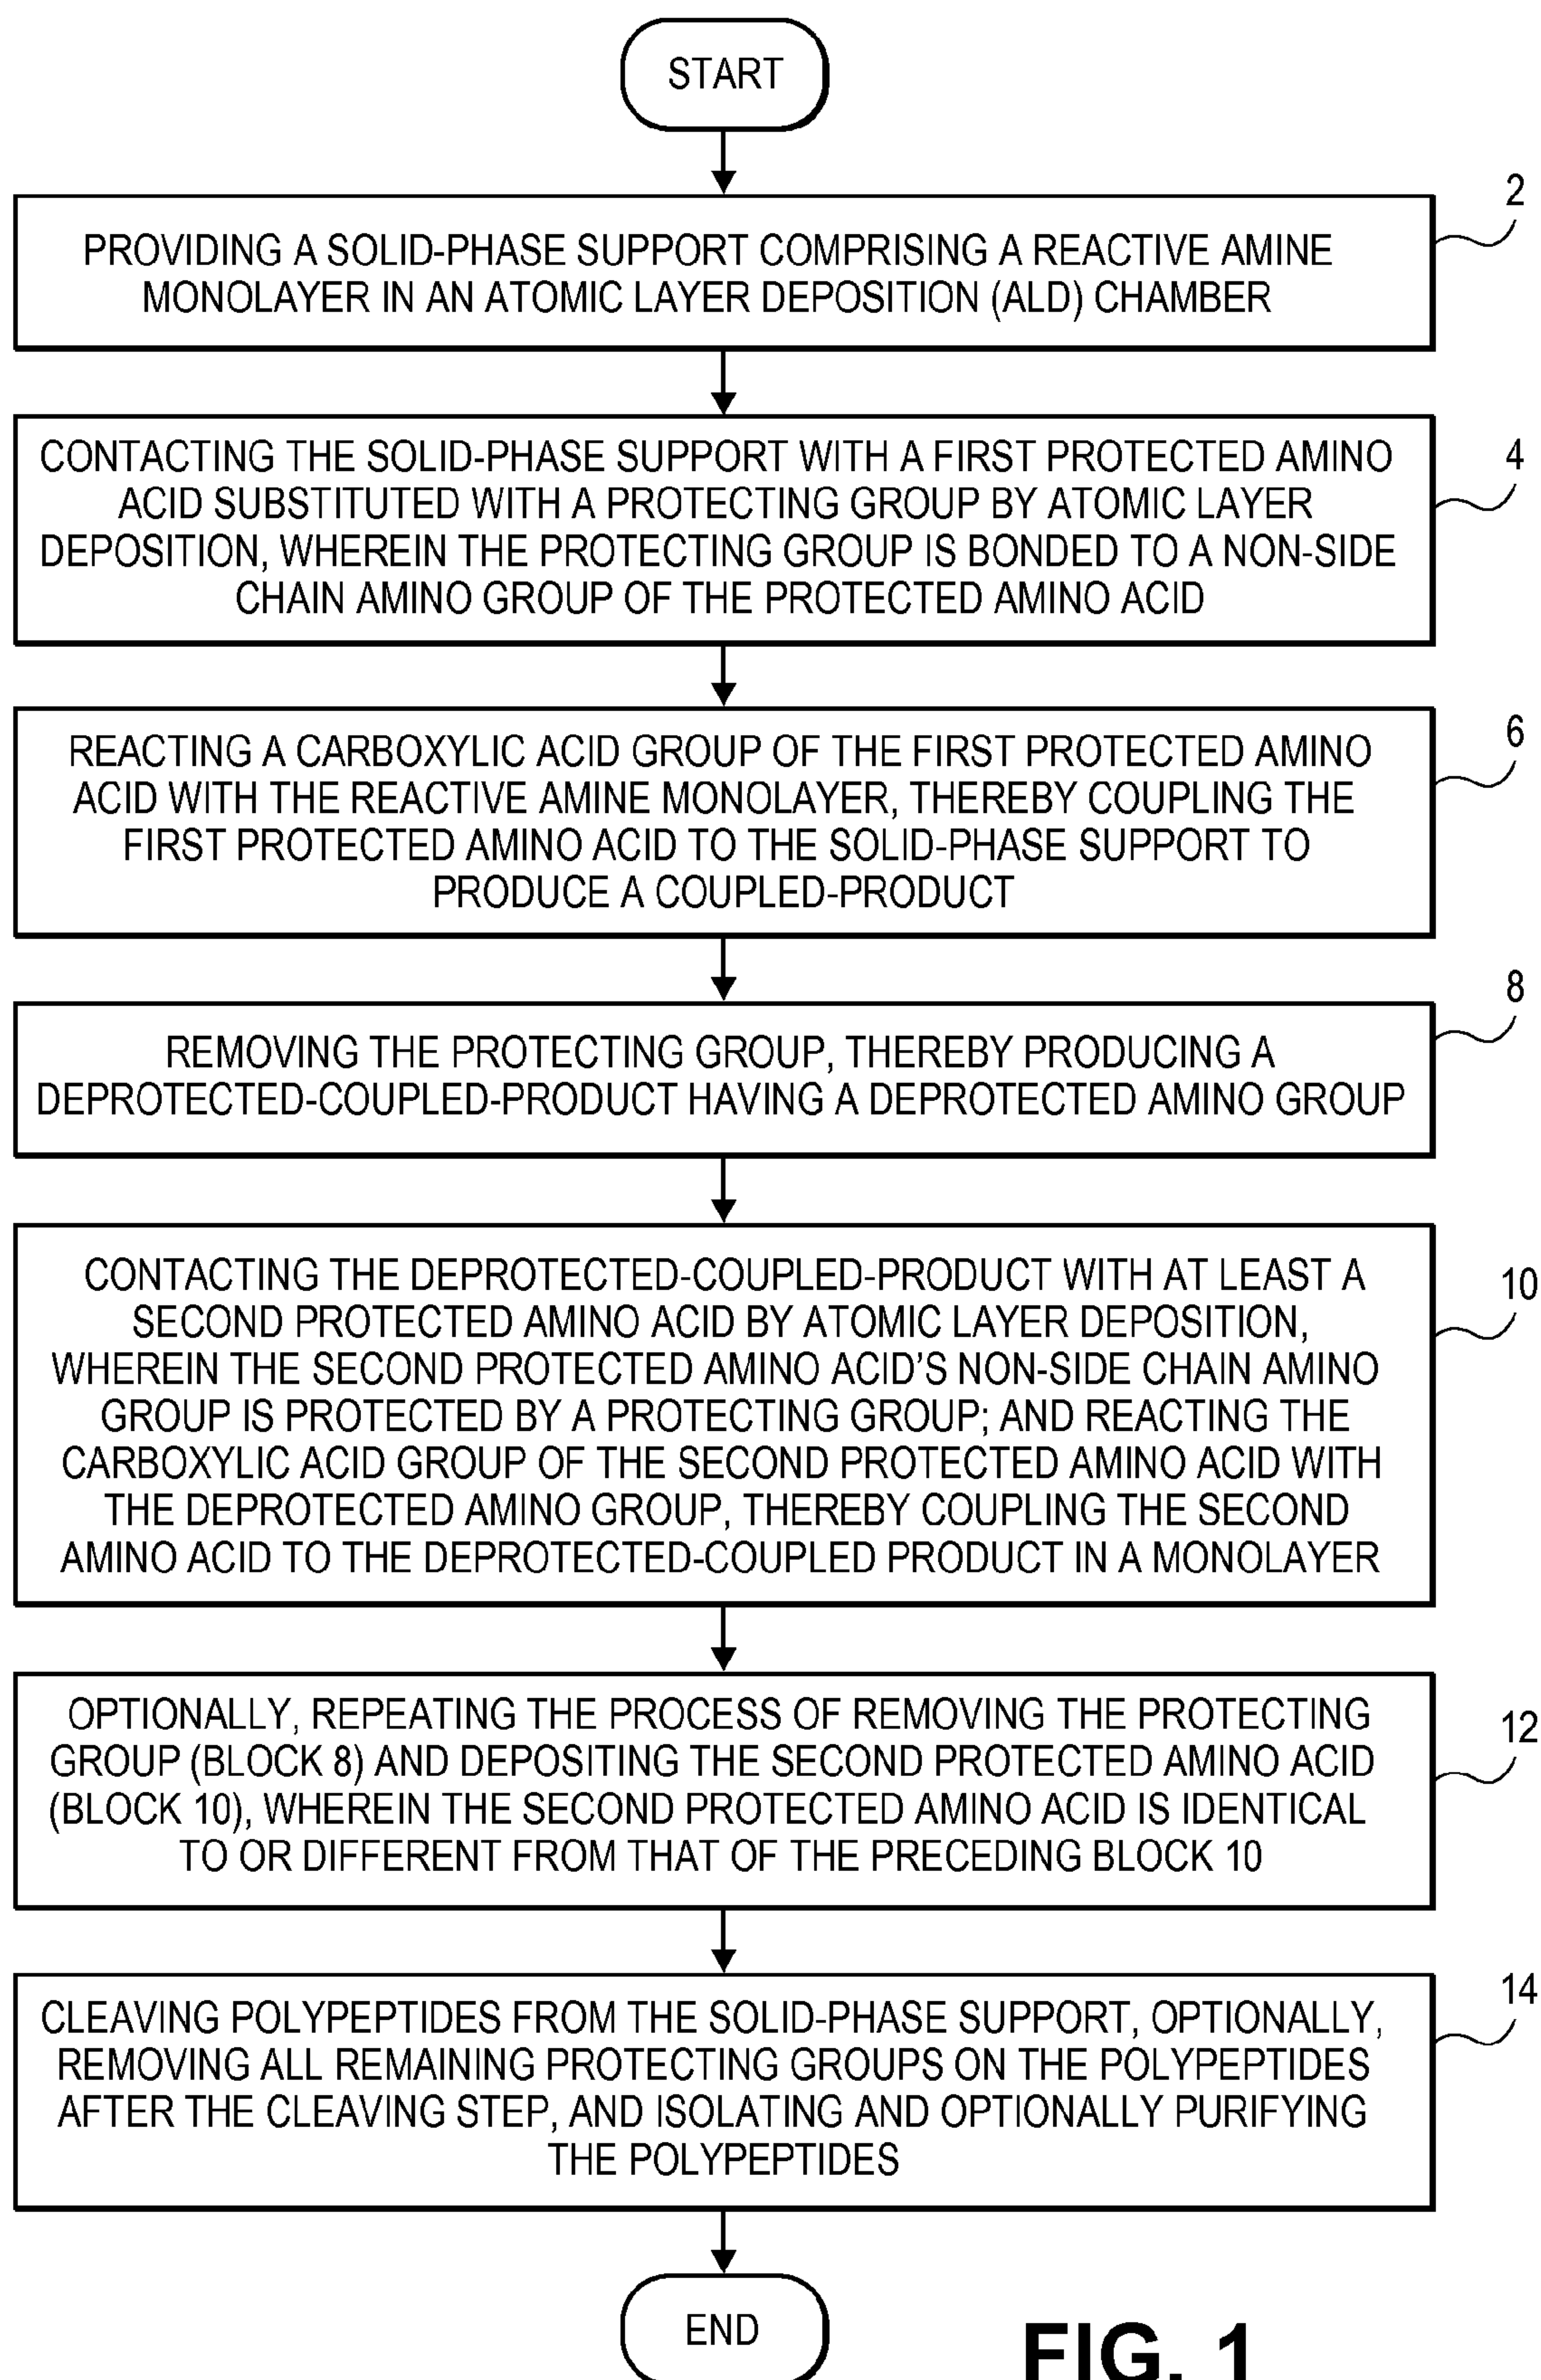 START
2
PROVIDING A SOLID-PHASE SUPPORT COMPRISING A REACTIVE AMINE
MONOLAYER IN AN ATOMIC LAYER DEPOSITION (ALD) CHAMBER
4
CONTACTING THE SOLID-PHASE SUPPORT WITH A FIRST PROTECTED AMINO
ACID SUBSTITUTED WITH A PROTECTING GROUP BY ATOMIC LAYER
DEPOSITION, WHEREIN THE PROTECTING GROUP IS BONDED TO A NON-SIDE
CHAIN AMINO GROUP OF THE PROTECTED AMINO ACID
6
REACTING A CARBOXYLIC ACID GROUP OF THE FIRST PROTECTED AMINO
ACID WITH THE REACTIVE AMINE MONOLAYER, THEREBY COUPLING THE
FIRST PROTECTED AMINO ACID TO THE SOLID-PHASE SUPPORT TO
PRODUCE A COUPLED-PRODUCT
8
REMOVING THE PROTECTING GROUP, THEREBY PRODUCING A
DEPROTECTED-COUPLED-PRODUCT HAVING A DEPROTECTED AMINO GROUP
10
CONTACTING THE DEPROTECTED-COUPLED-PRODUCT WITH AT LEAST A
SECOND PROTECTED AMINO ACID BY ATOMIC LAYER DEPOSITION,
WHEREIN THE SECOND PROTECTED AMINO ACID'S NON-SIDE CHAIN AMINO
GROUP IS PROTECTED BY A PROTECTING GROUP; AND REACTING THE
CARBOXYLIC ACID GROUP OF THE SECOND PROTECTED AMINO ACID WITH
THE DEPROTECTED AMINO GROUP, THEREBY COUPLING THE SECOND
AMINO ACID TO THE DEPROTECTED-COUPLED PRODUCT IN A MONOLAYER
12
OPTIONALLY, REPEATING THE PROCESS OF REMOVING THE PROTECTING
GROUP (BLOCK 8) AND DEPOSITING THE SECOND PROTECTED AMINO ACID
(BLOCK 10), WHEREIN THE SECOND PROTECTED AMINO ACID IS IDENTICAL
TO OR DIFFERENT FROM THAT OF THE PRECEDING BLOCK 10
14
CLEAVING POLYPEPTIDES FROM THE SOLID-PHASE SUPPORT, OPTIONALLY,
REMOVING ALL REMAINING PROTECTING GROUPS ON THE POLYPEPTIDES
AFTER THE CLEAVING STEP, AND ISOLATING AND OPTIONALLY PURIFYING
THE POLYPEPTIDES
END
FIG. 1